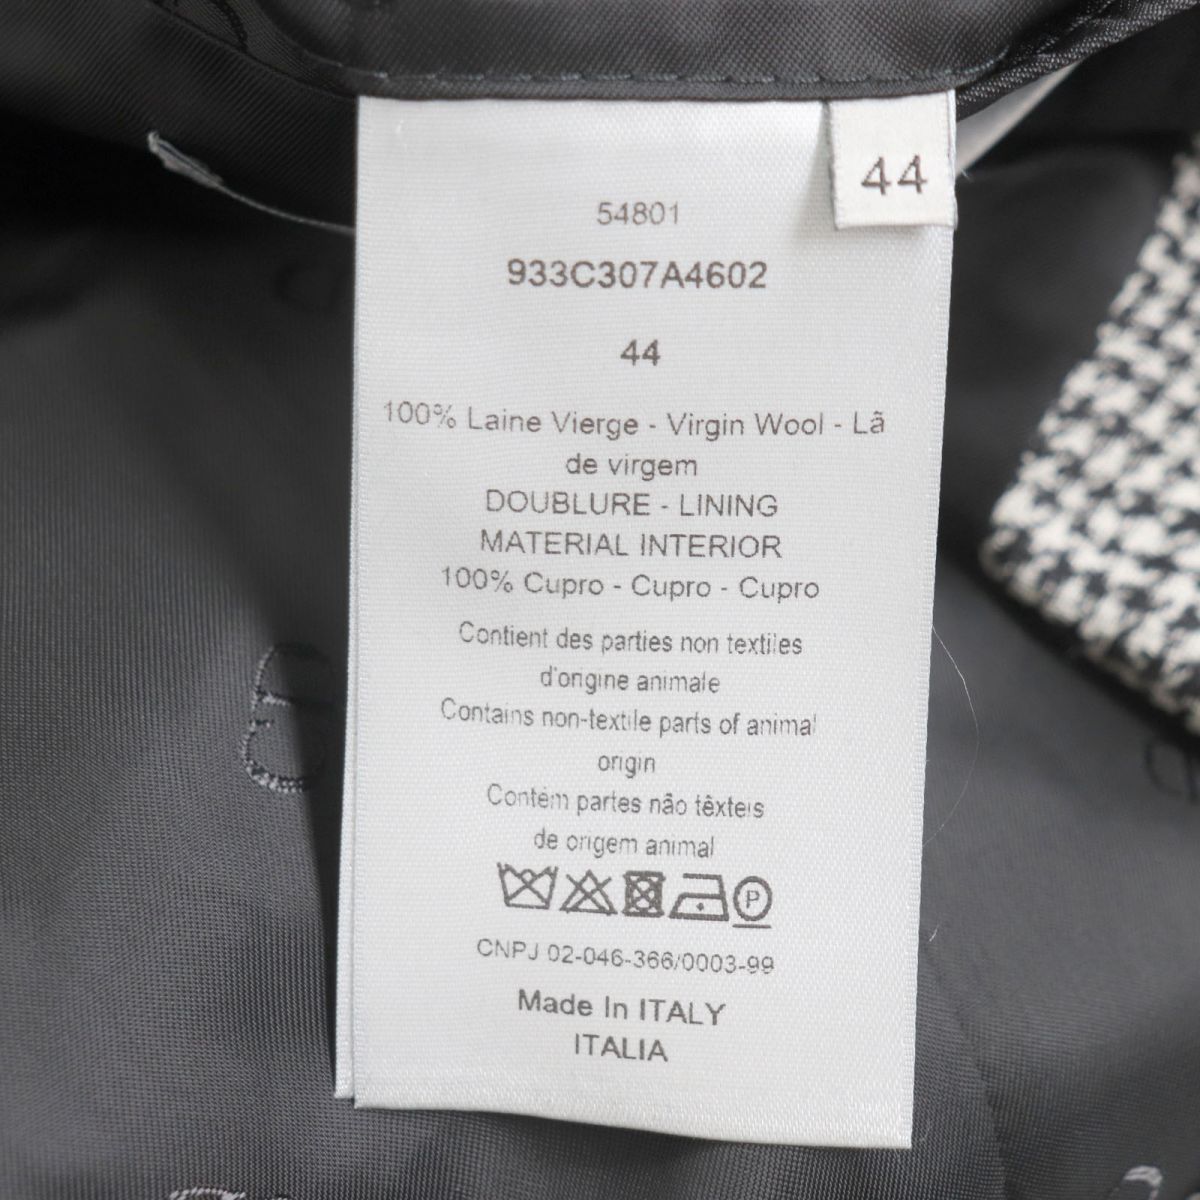 44
54801
933C307A4602
44
100% Laine Vierge - Virgin Wool - Lã
de virgem
DOUBLURE - LINING
MATERIAL INTERIOR
100% Cupro - Cupro - Cupro
Contient des parties non textiles
d'origine animale
Contains non-textile parts of animal
origin
Contém partes não têxteis
de origem animal
P
CNPJ 02-046-366/0003-99
Made In ITALY
ITALIA